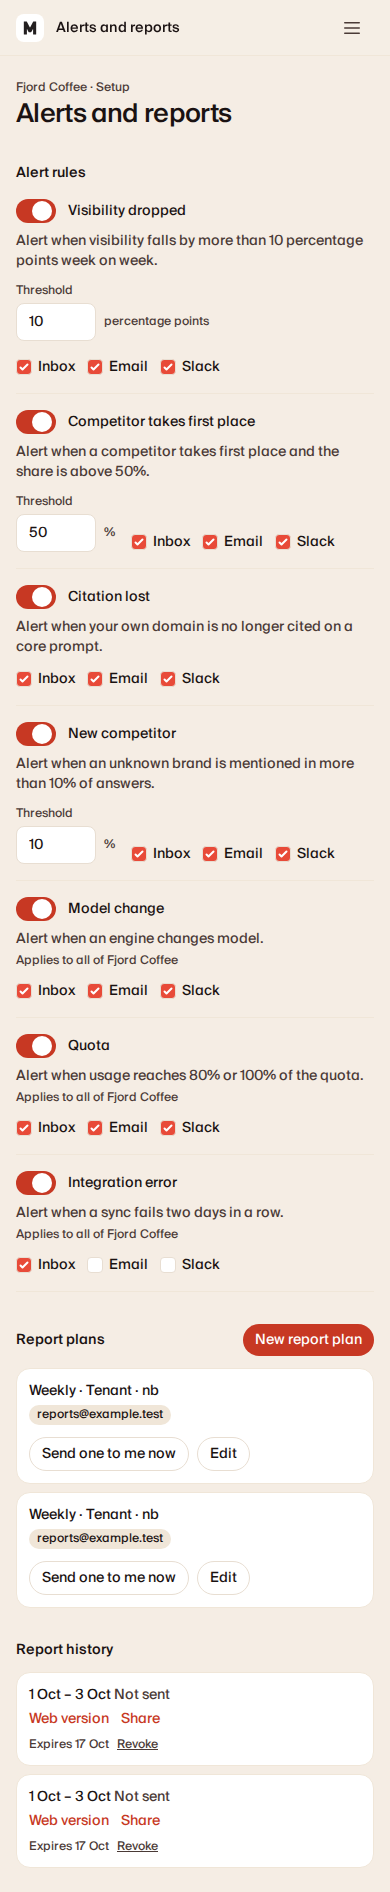 M Alerts and reports
Fjord Coffee · Setup
Alerts and reports
Alert rules
Visibility dropped
Alert when visibility falls by more than 10 percentage
points week on week.
Threshold
10 percentage points
Inbox Email Slack
Competitor takes first place
Alert when a competitor takes first place and the
share is above 50%.
Threshold
50 % Inbox Email Slack
Citation lost
Alert when your own domain is no longer cited on a
core prompt.
Inbox Email Slack
New competitor
Alert when an unknown brand is mentioned in more
than 10% of answers.
Threshold
10 % Inbox Email Slack
Model change
Alert when an engine changes model.
Applies to all of Fjord Coffee
Inbox Email Slack
Quota
Alert when usage reaches 80% or 100% of the quota.
Applies to all of Fjord Coffee
Inbox Email Slack
Integration error
Alert when a sync fails two days in a row.
Applies to all of Fjord Coffee
Inbox Email Slack
Report plans New report plan
Weekly · Tenant · nb
reports@example.test
Send one to me now Edit
Weekly · Tenant · nb
reports@example.test
Send one to me now Edit
Report history
1 Oct – 3 Oct Not sent
Web version Share
Expires 17 Oct Revoke
1 Oct – 3 Oct Not sent
Web version Share
Expires 17 Oct Revoke